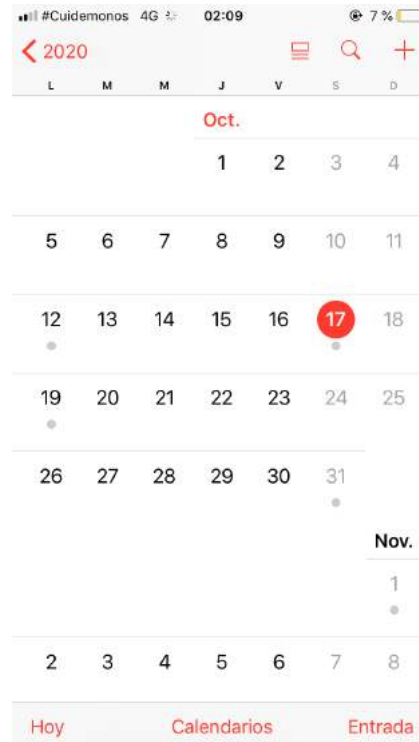 #Cuidemonos 4G 02:09 7 %
2020
L M M J V S D
Oct.
1 2 3 4
5 6 7 8 9 10 11
12 13 14 15 16 17 18
19 20 21 22 23 24 25
26 27 28 29 30 31
Nov.
1
2 3 4 5 6 7 8
Hoy Calendarios Entrada